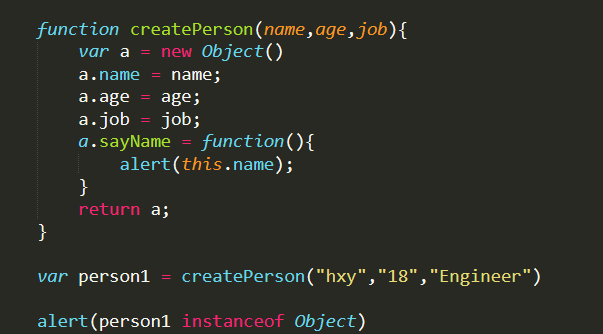 function createPerson(name,age,job){
    var a = new Object()
    a.name = name;
    a.age = age;
    a.job = job;
    a.sayName = function(){
        alert(this.name);
    }
    return a;
}

var person1 = createPerson("hxy","18","Engineer")

alert(person1 instanceof Object)